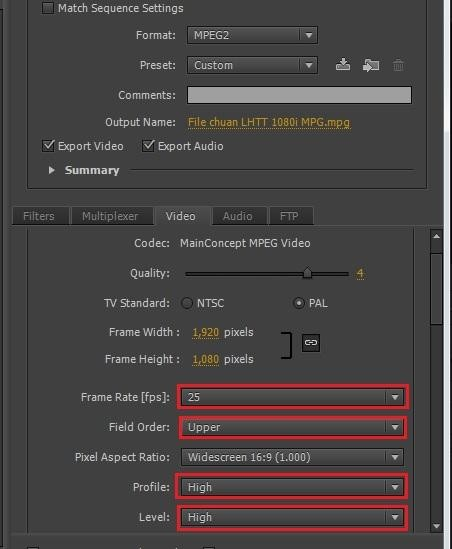 Match Sequence Settings
Format: MPEG2
Preset: Custom
Comments:
Output Name: File chuan LHTT 1080i MPG.mpg
Export Video Export Audio
Summary
Filters Multiplexer Video Audio FTP
Codec: MainConcept MPEG Video
Quality: 4
TV Standard: NTSC PAL
Frame Width : 1,920 pixels
Frame Height : 1,080 pixels
Frame Rate [fps]: 25
Field Order: Upper
Pixel Aspect Ratio: Widescreen 16:9 (1.000)
Profile: High
Level: High